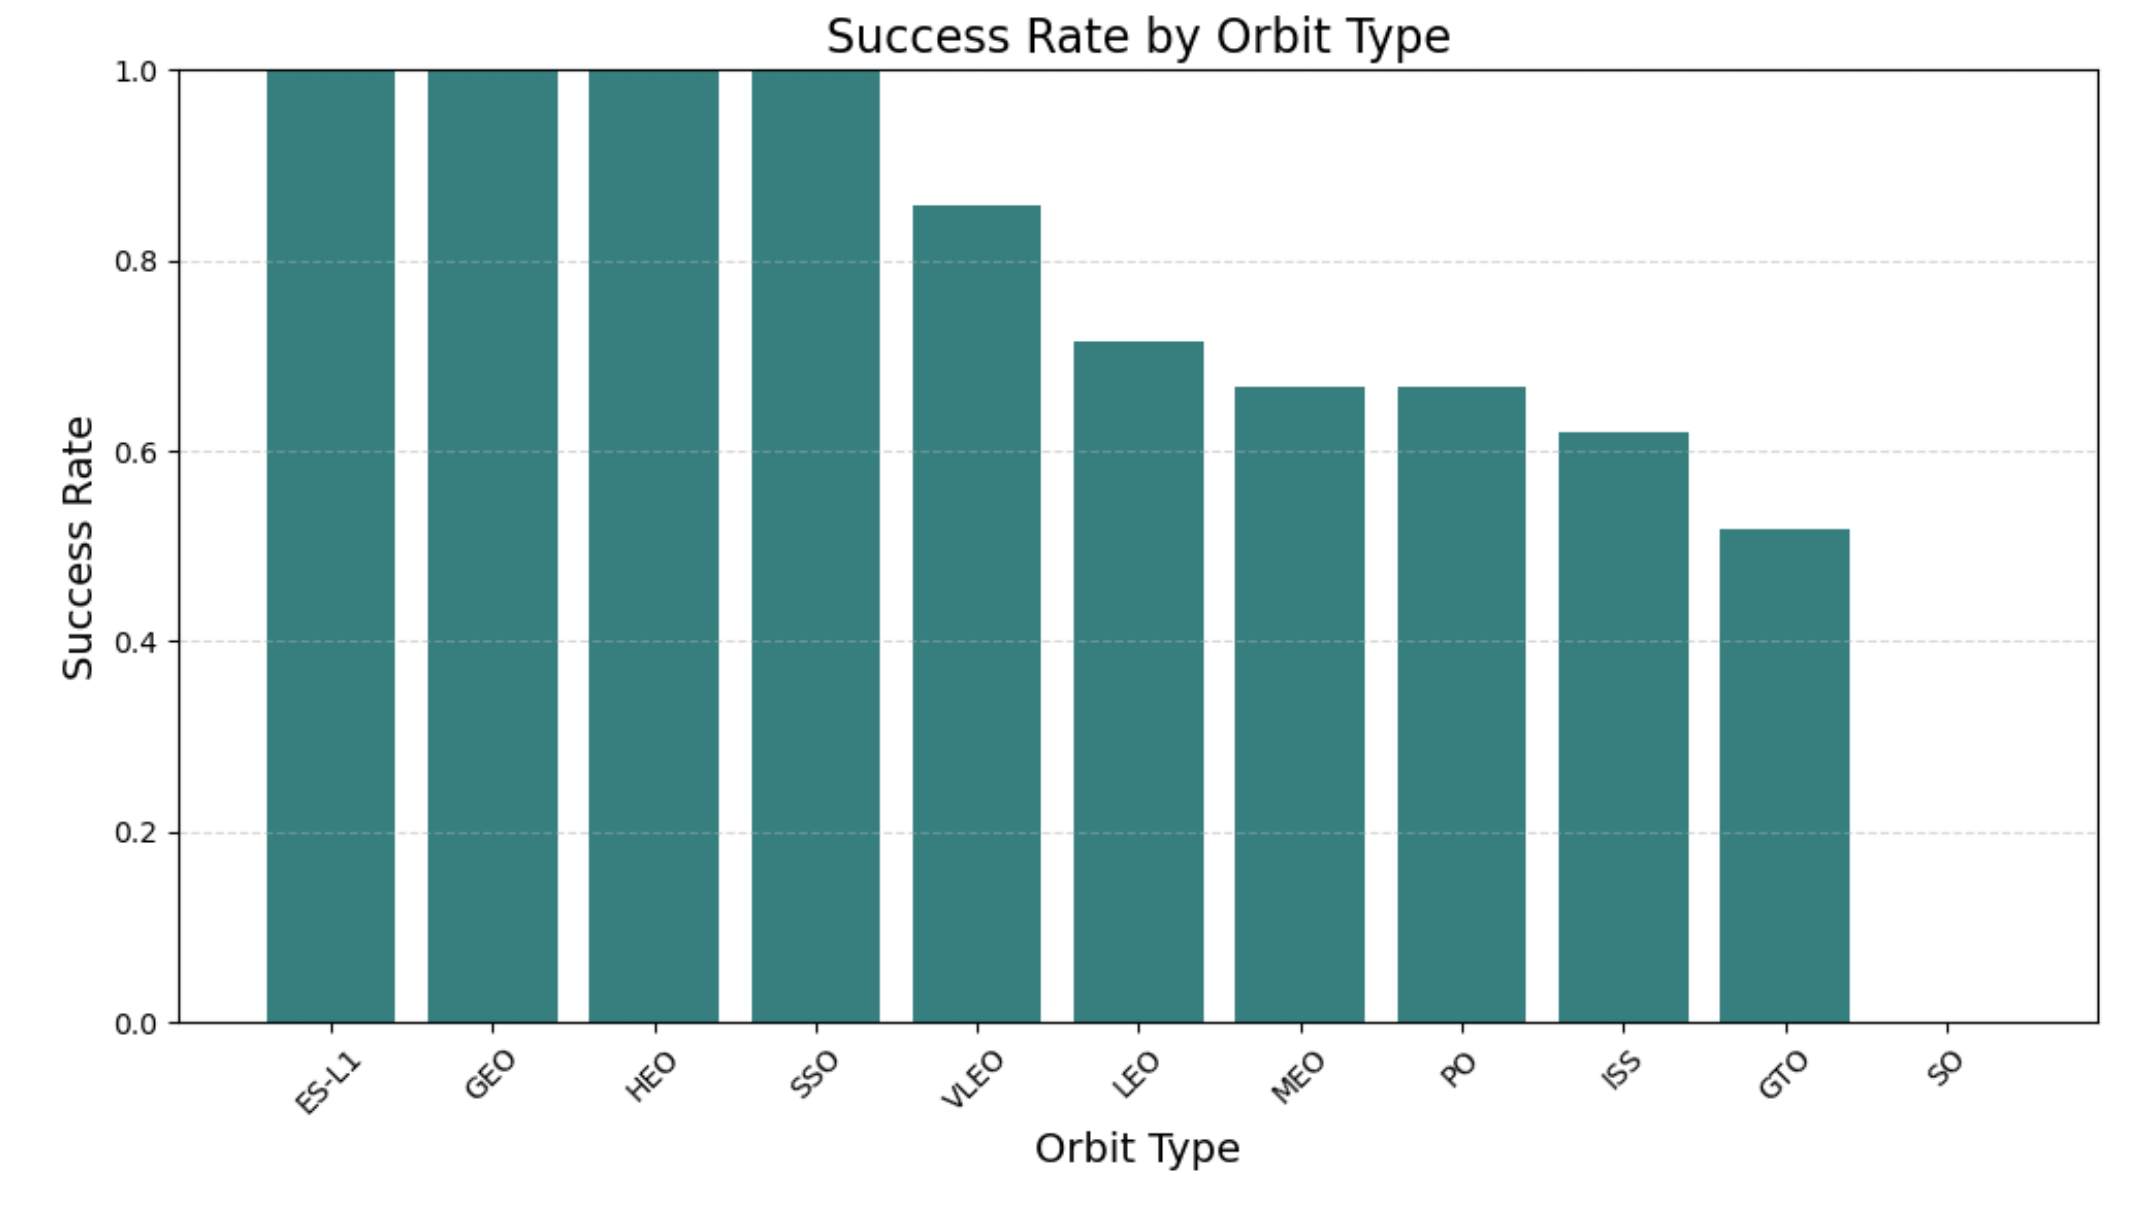 Success Rate by Orbit Type
1.0
0.8
0.6
0.4
0.2
0.0
Success Rate
ES-L1
GEO
HEO
SSO
VLEO
LEO
MEO
PO
ISS
GTO
SO
Orbit Type